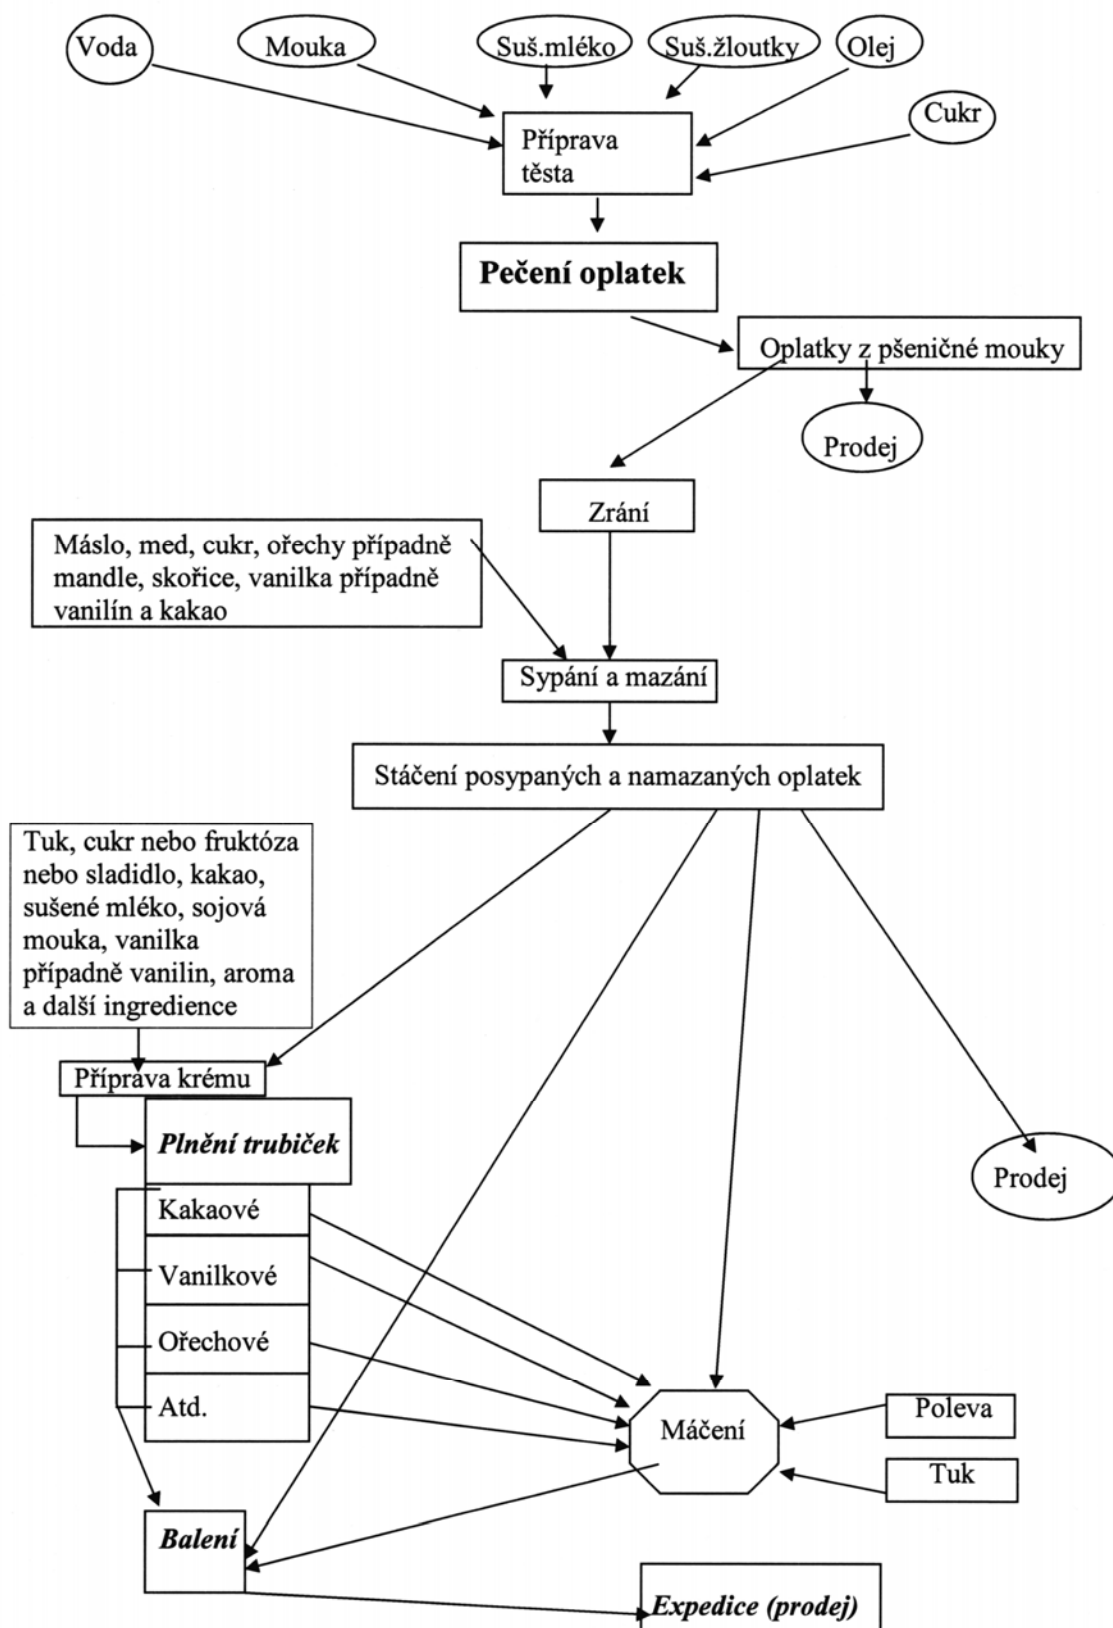 Voda
Mouka
Suš.mléko
Suš.žloutky
Olej
Cukr
Příprava
těsta
Pečení oplatek
Oplatky z pšeničné mouky
Prodej
Zrání
Máslo, med, cukr, ořechy případně
mandle, skořice, vanilka případně
vanilín a kakao
Sypání a mazání
Stáčení posypaných a namazaných oplatek
Tuk, cukr nebo fruktóza
nebo sladidlo, kakao,
sušené mléko, sojová
mouka, vanilka
případně vanilin, aroma
a další ingredience
Příprava krému
Plnění trubiček
Prodej
Kakaové
Vanilkové
Ořechové
Atd.
Máčení
Poleva
Tuk
Balení
Expedice (prodej)